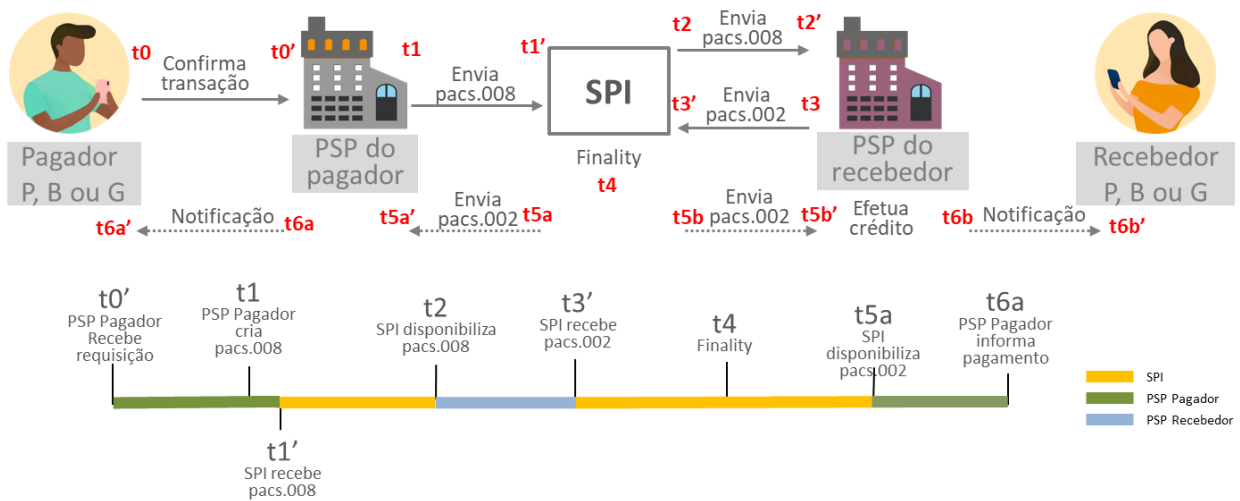 t0
Confirma
transação
t0’
t1
Envia
pacs.008
t1’
SPI
t2
Envia
pacs.008
t2’
t3’
Envia
pacs.002
t3
Pagador
P, B ou G
PSP do
pagador
Finality
t4
PSP do
recebedor
Recebedor
P, B ou G
t6a’
Notificação
t6a
t5a’
Envia
pacs.002
t5a
t5b
Envia
pacs.002
t5b’
Efetua
crédito
t6b
Notificação
t6b’
t0’
PSP Pagador
Recebe
requisição
t1
PSP Pagador
cria
pacs.008
t1’
SPI recebe
pacs.008
t2
SPI disponibiliza
pacs.008
t3’
SPI recebe
pacs.002
t4
Finality
t5a
SPI
disponibiliza
pacs.002
t6a
PSP Pagador
informa
pagamento
SPI
PSP Pagador
PSP Recebedor